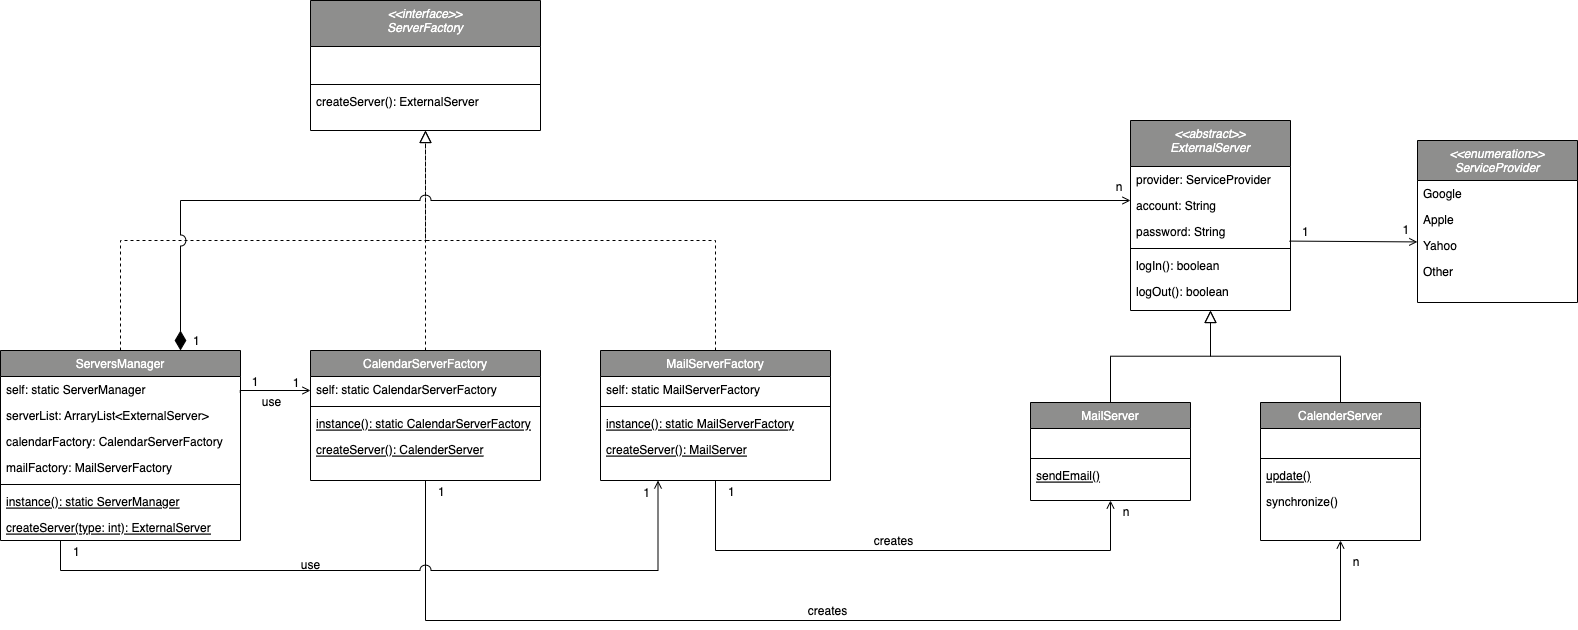 <<interface>>
ServerFactory
createServer(): ExternalServer
<<abstract>>
ExternalServer
provider: ServiceProvider
account: String
password: String
logIn(): boolean
logOut(): boolean
<<enumeration>>
ServiceProvider
Google
Apple
Yahoo
Other
n
1
1
1
ServersManager
self: static ServerManager
serverList: ArraryList<ExternalServer>
calendarFactory: CalendarServerFactory
mailFactory: MailServerFactory
instance(): static ServerManager
createServer(type: int): ExternalServer
1
1
use
CalendarServerFactory
self: static CalendarServerFactory
instance(): static CalendarServerFactory
createServer(): CalenderServer
MailServerFactory
self: static MailServerFactory
instance(): static MailServerFactory
createServer(): MailServer
MailServer
sendEmail()
CalenderServer
update()
synchronize()
1
1
1
n
creates
1
use
n
creates